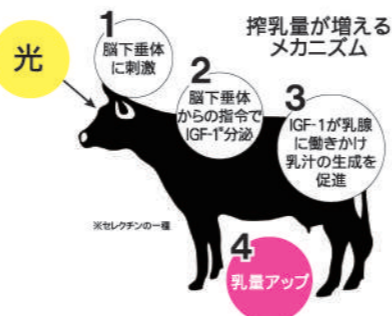 搾乳量が増える
メカニズム
光
1
脳下垂体
に刺激
2
脳下垂体
からの指令で
IGF-1*分泌
3
IGF-1が乳腺
に働きかけ
乳汁の生成を
促進
※セレクチンの一種
4
乳量アップ